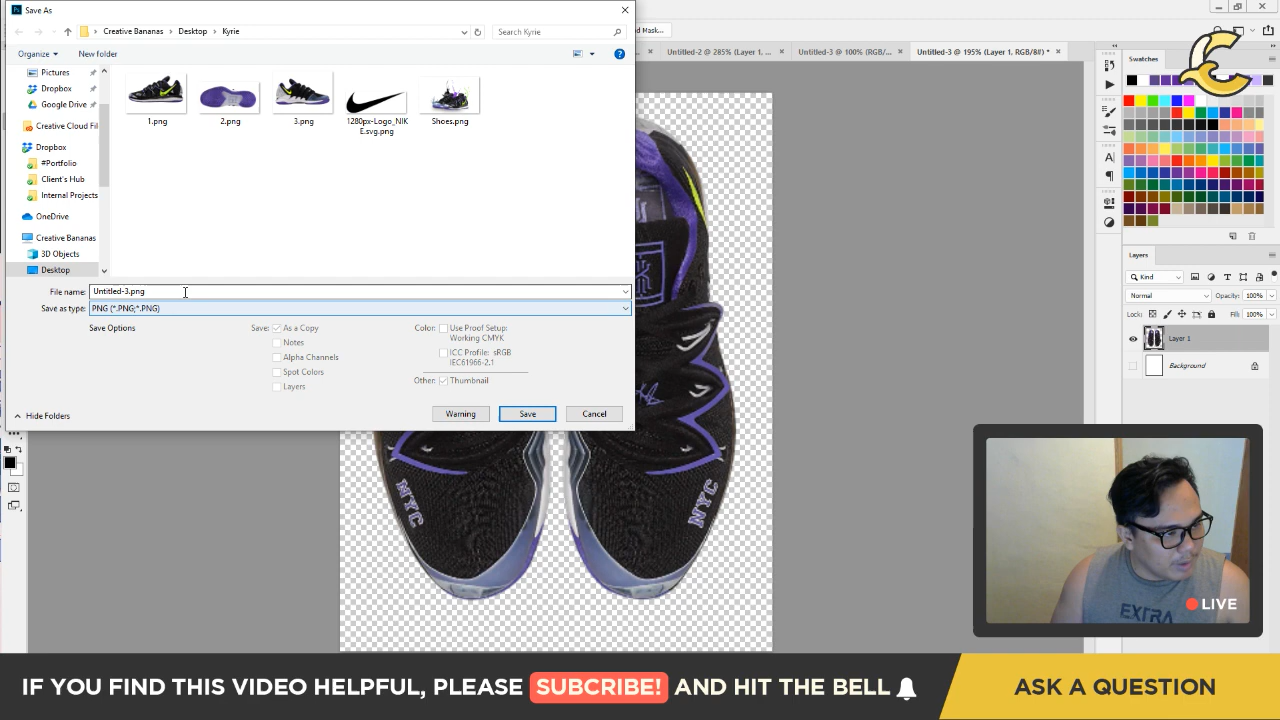 Save As
Creative Bananas > Desktop > Kyrie
Search Kyrie
Organize
New folder
Pictures
Dropbox
Google Drive
Creative Cloud Fil
Dropbox
#Portfolio
Client's Hub
Internal Projects
OneDrive
Creative Bananas
3D Objects
Desktop
1.png
2.png
3.png
1280px-Logo_NIK
E.svg.png
Shoes.png
File name:
Untitled-3.png
Save as type:
PNG (*.PNG;*.PNG)
Save Options
Save:
As a Copy
Notes
Alpha Channels
Spot Colors
Layers
Color:
Use Proof Setup:
Working CMYK
ICC Profile: sRGB
IEC61966-2.1
Other:
Thumbnail
Hide Folders
Warning
Save
Cancel
d Mask...
Untitled-2 @ 285% (Layer 1, ...
Untitled-3 @ 100% (RGB/...
Untitled-3 @ 195% (Layer 1, RGB/8#) *
Swatches
Layers
Kind
Normal
Opacity: 100%
Lock:
Fill: 100%
Layer 1
Background
NYC
NYC
EXTRA
LIVE
IF YOU FIND THIS VIDEO HELPFUL, PLEASE SUBCRIBE! AND HIT THE BELL
ASK A QUESTION